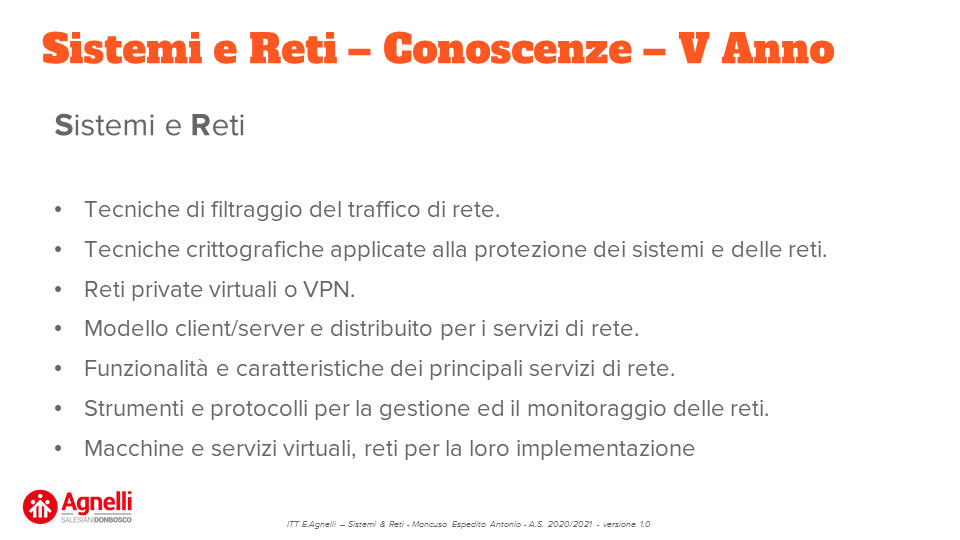 Sistemi e Reti – Conoscenze – V Anno
Sistemi e Reti
• Tecniche di filtraggio del traffico di rete.
• Tecniche crittografiche applicate alla protezione dei sistemi e delle reti.
• Reti private virtuali o VPN.
• Modello client/server e distribuito per i servizi di rete.
• Funzionalità e caratteristiche dei principali servizi di rete.
• Strumenti e protocolli per la gestione ed il monitoraggio delle reti.
• Macchine e servizi virtuali, reti per la loro implementazione
Agnelli
SALESIANIDONBOSCO
ITT E.Agnelli – Sistemi & Reti - Mancuso Espedito Antonio - A.S. 2020/2021 - versione 1.0